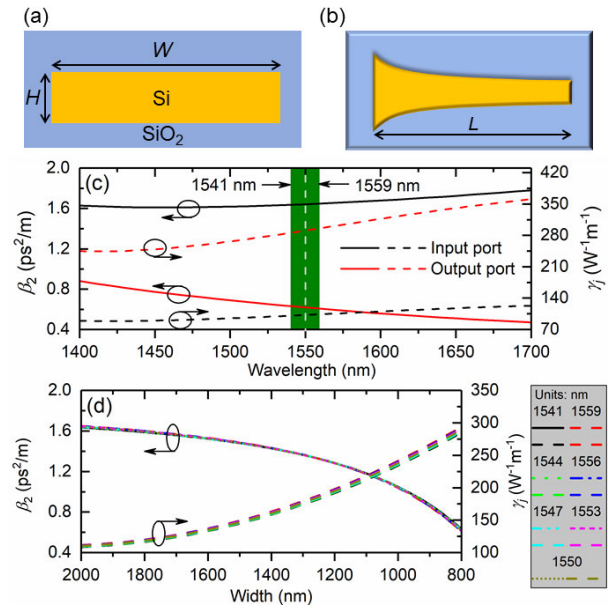 (a)
W
H
Si
SiO2
(b)
L
(c)
1541 nm
1559 nm
β2 (ps²/m)
2.0
1.6
1.2
0.8
0.4
γj (W⁻¹m⁻¹)
420
350
280
210
140
70
Input port
Output port
1400 1450 1500 1550 1600 1650 1700
Wavelength (nm)
(d)
β2 (ps²/m)
2.0
1.6
1.2
0.8
0.4
γj (W⁻¹m⁻¹)
350
300
250
200
150
100
2000 1800 1600 1400 1200 1000 800
Width (nm)
Units: nm
1541 1559
1544 1556
1547 1553
1550